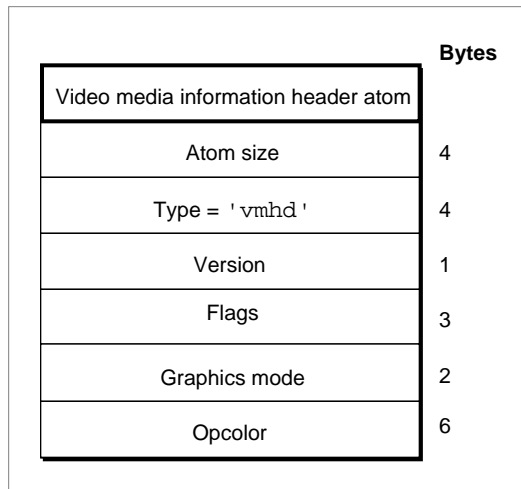 Bytes
Video media information header atom
Atom size 4
Type = 'vmhd' 4
Version 1
Flags 3
Graphics mode 2
Opcolor 6